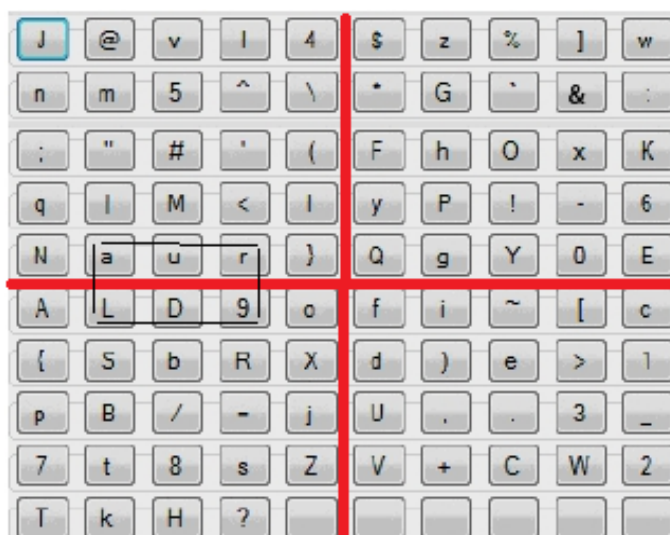 J @ v l 4 $ z % ] w
n m 5 ^ \ * G ` & :
; " # ' ( F h O x K
q | M < I y P ! - 6
N a u r } Q g Y 0 E
A L D 9 o f i ~ [ c
{ S b R X d ) e > 1
p B / = j U , . 3 _
7 t 8 s Z V + C W 2
T k H ?